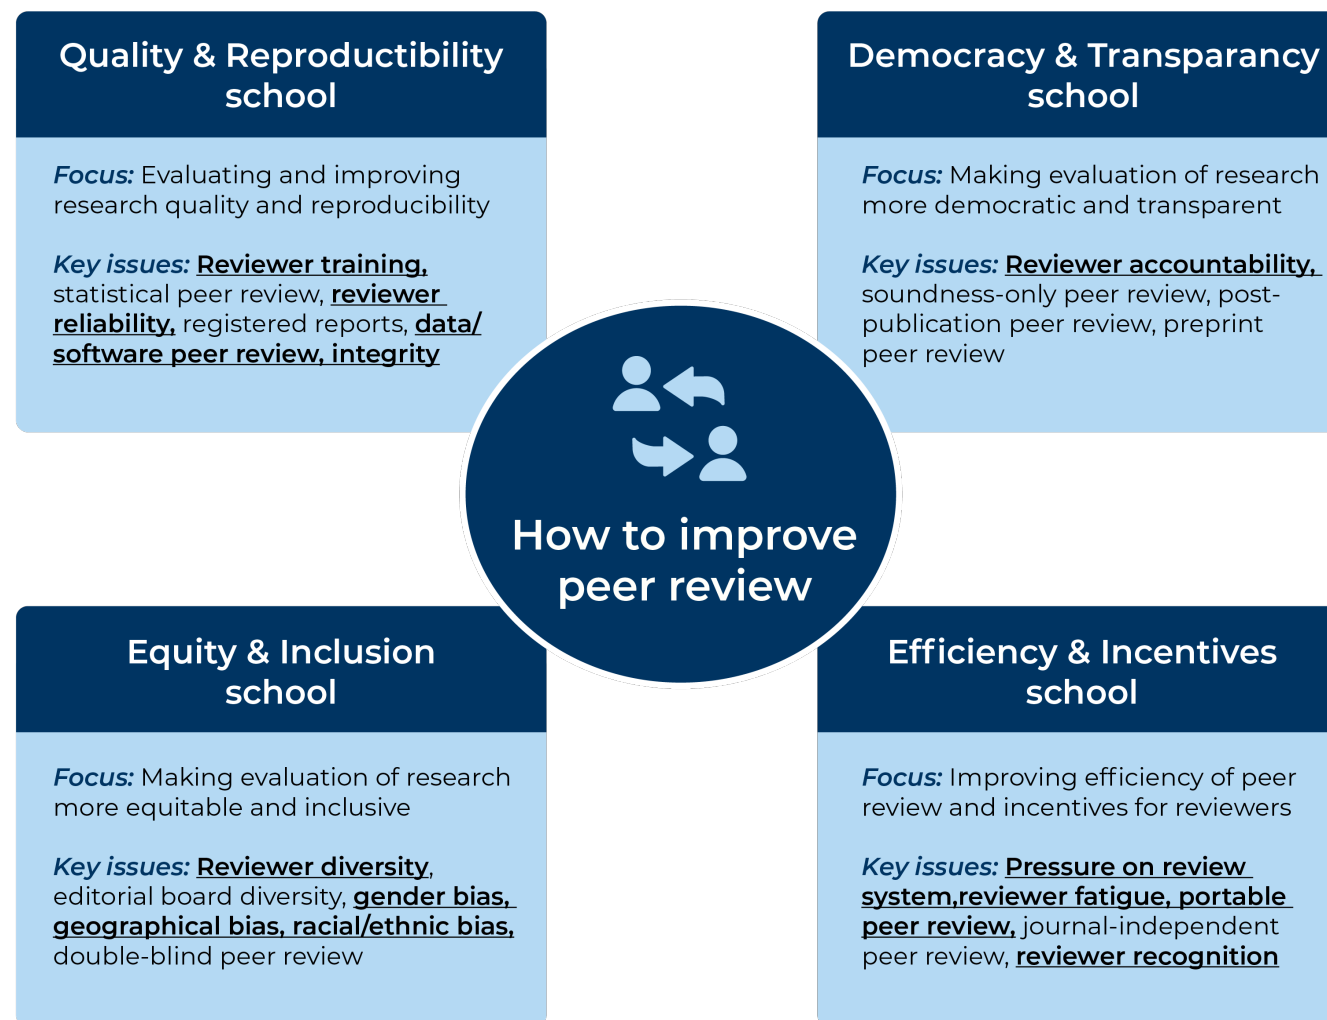 Quality & Reproductibility
school
Focus: Evaluating and improving
research quality and reproducibility
Key issues: Reviewer training,
statistical peer review, reviewer
reliability, registered reports, data/
software peer review, integrity
Democracy & Transparancy
school
Focus: Making evaluation of research
more democratic and transparent
Key issues: Reviewer accountability,
soundness-only peer review, post-
publication peer review, preprint
peer review
How to improve
peer review
Equity & Inclusion
school
Focus: Making evaluation of research
more equitable and inclusive
Key issues: Reviewer diversity,
editorial board diversity, gender bias,
geographical bias, racial/ethnic bias,
double-blind peer review
Efficiency & Incentives
school
Focus: Improving efficiency of peer
review and incentives for reviewers
Key issues: Pressure on review
system,reviewer fatigue, portable
peer review, journal-independent
peer review, reviewer recognition